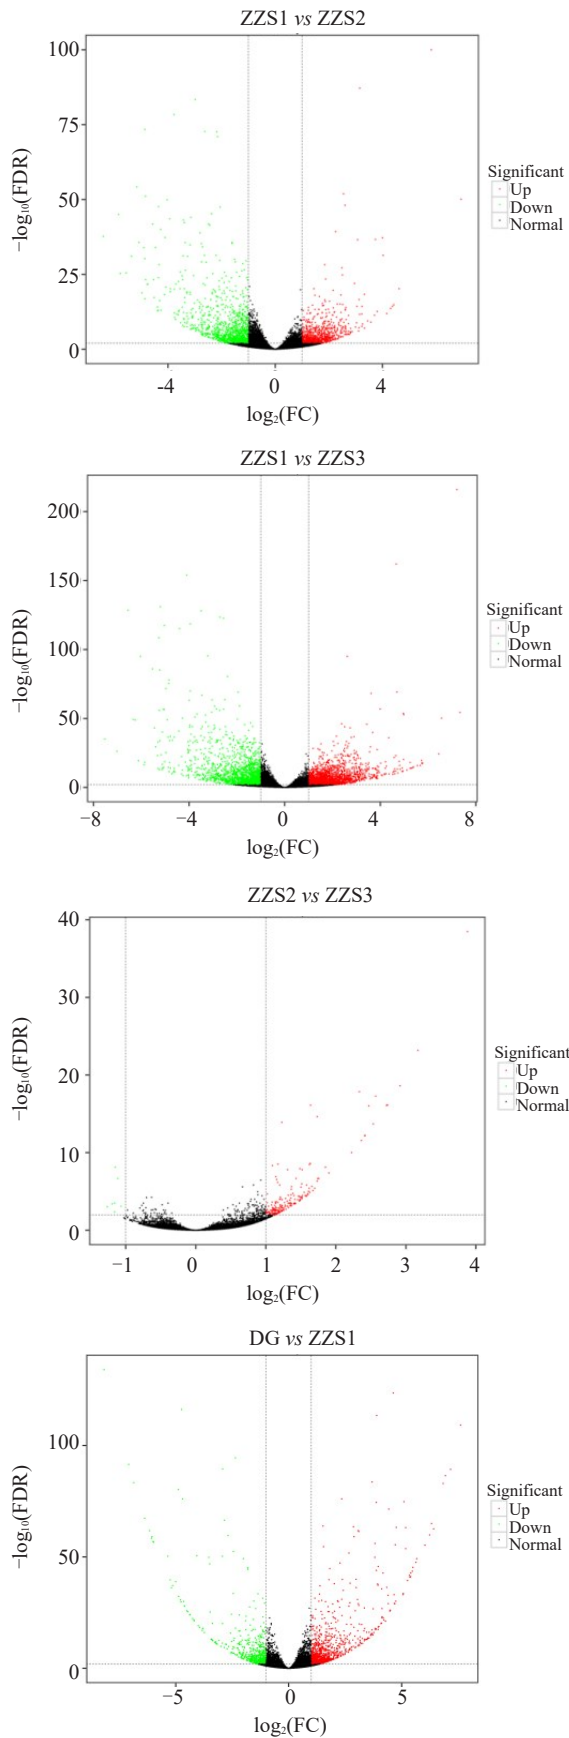 ZZS1 vs ZZS2
100
75
50
25
0
−log₁₀(FDR)
-4 0 4
log₂(FC)
Significant
Up
Down
Normal
ZZS1 vs ZZS3
200
150
100
50
0
−log₁₀(FDR)
−8 −4 0 4 8
log₂(FC)
Significant
Up
Down
Normal
ZZS2 vs ZZS3
40
30
20
10
0
−log₁₀(FDR)
−1 0 1 2 3 4
log₂(FC)
Significant
Up
Down
Normal
DG vs ZZS1
100
50
0
−log₁₀(FDR)
−5 0 5
log₂(FC)
Significant
Up
Down
Normal